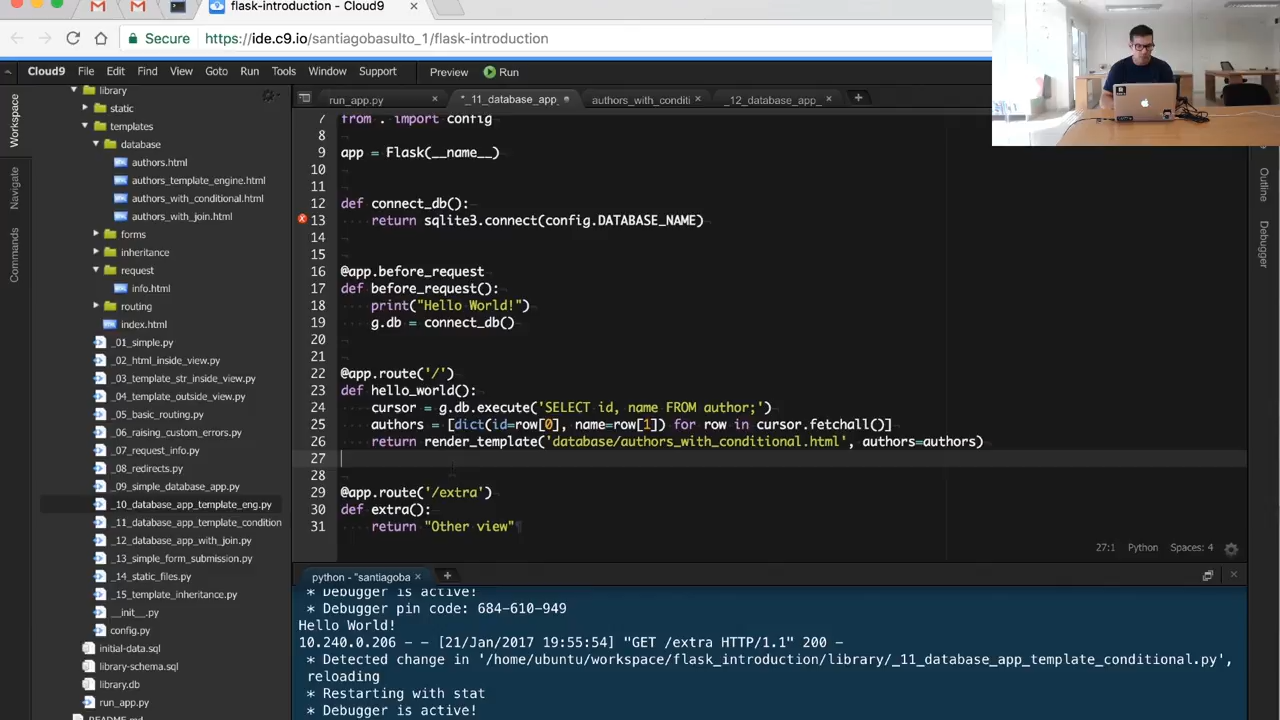 flask-introduction - Cloud9 ×
Secure https://ide.c9.io/santiagobasulto_1/flask-introduction
Cloud9 File Edit Find View Goto Run Tools Window Support Preview Run
Workspace
Navigate
Commands
library
static
templates
database
authors.html
authors_template_engine.html
authors_with_conditional.html
authors_with_join.html
forms
inheritance
request
info.html
routing
index.html
_01_simple.py
_02_html_inside_view.py
_03_template_str_inside_view.py
_04_template_outside_view.py
_05_basic_routing.py
_06_raising_custom_errors.py
_07_request_info.py
_08_redirects.py
_09_simple_database_app.py
_10_database_app_template_eng.py
_11_database_app_template_condition
_12_database_app_with_join.py
_13_simple_form_submission.py
_14_static_files.py
_15_template_inheritance.py
__init__.py
config.py
initial-data.sql
library-schema.sql
library.db
run_app.py
run_app.py × *_11_database_app_ authors_with_conditi × _12_database_app_ × +
7 from . import config
8
9 app = Flask(__name__)
10
11
12 def connect_db():
13 return sqlite3.connect(config.DATABASE_NAME)
14
15
16 @app.before_request
17 def before_request():
18 print("Hello World!")
19 g.db = connect_db()
20
21
22 @app.route('/')
23 def hello_world():
24 cursor = g.db.execute('SELECT id, name FROM author;')
25 authors = [dict(id=row[0], name=row[1]) for row in cursor.fetchall()]
26 return render_template('database/authors_with_conditional.html', authors=authors)
27
28
29 @app.route('/extra')
30 def extra():
31 return "Other view"
27:1 Python Spaces: 4
Outline
Debugger
python - "santiagoba × +
* Debugger is active!
* Debugger pin code: 684-610-949
Hello World!
10.240.0.206 - - [21/Jan/2017 19:55:54] "GET /extra HTTP/1.1" 200 -
* Detected change in '/home/ubuntu/workspace/flask_introduction/library/_11_database_app_template_conditional.py',
reloading
* Restarting with stat
* Debugger is active!